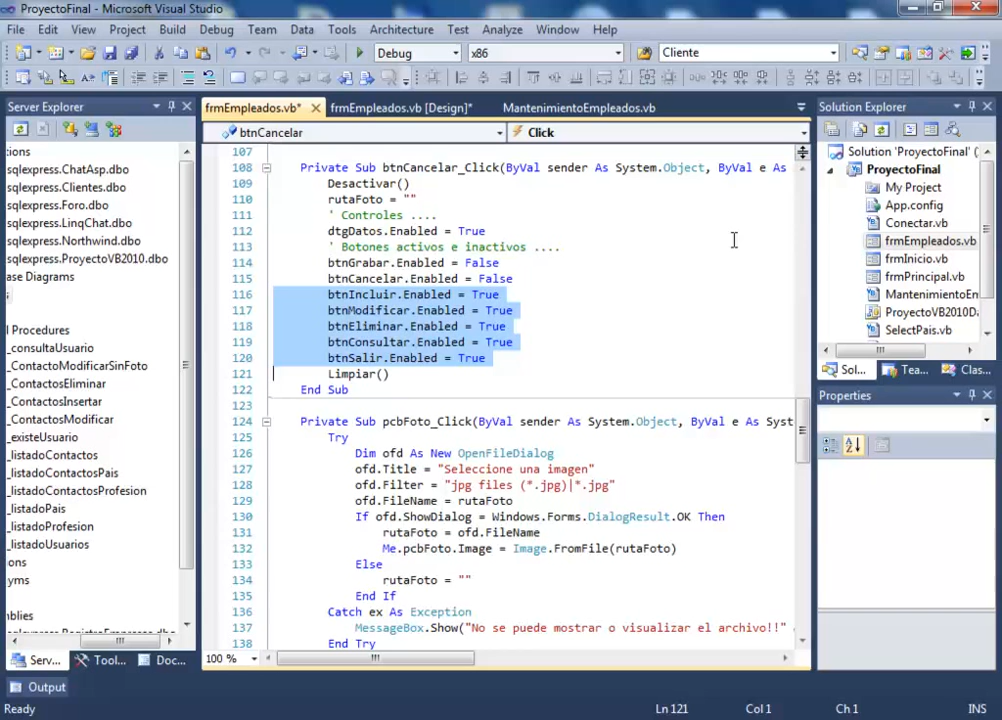 ProyectoFinal - Microsoft Visual Studio
File Edit View Project Build Debug Team Data Tools Architecture Test Analyze Window Help
Debug x86 Cliente
Server Explorer
ctions
sqlexpress.ChatAsp.dbo
sqlexpress.Clientes.dbo
sqlexpress.Foro.dbo
sqlexpress.LinqChat.dbo
sqlexpress.Northwind.dbo
sqlexpress.ProyectoVB2010.dbo
ase Diagrams
l Procedures
_consultaUsuario
_ContactoModificarSinFoto
_ContactosEliminar
_ContactosInsertar
_ContactosModificar
_existeUsuario
_listadoContactos
_listadoContactosPais
_listadoContactosProfesion
_listadoPais
_listadoProfesion
_listadoUsuarios
ions
yms
mblies
Serv... Tool... Doc...
frmEmpleados.vb* frmEmpleados.vb [Design]* MantenimientoEmpleados.vb
btnCancelar Click
107
108 Private Sub btnCancelar_Click(ByVal sender As System.Object, ByVal e As
109 Desactivar()
110 rutaFoto = ""
111 ' Controles ....
112 dtgDatos.Enabled = True
113 ' Botones activos e inactivos ....
114 btnGrabar.Enabled = False
115 btnCancelar.Enabled = False
116 btnIncluir.Enabled = True
117 btnModificar.Enabled = True
118 btnEliminar.Enabled = True
119 btnConsultar.Enabled = True
120 btnSalir.Enabled = True
121 Limpiar()
122 End Sub
123
124 Private Sub pcbFoto_Click(ByVal sender As System.Object, ByVal e As Syst
125 Try
126 Dim ofd As New OpenFileDialog
127 ofd.Title = "Seleccione una imagen"
128 ofd.Filter = "jpg files (*.jpg)|*.jpg"
129 ofd.FileName = rutaFoto
130 If ofd.ShowDialog = Windows.Forms.DialogResult.OK Then
131 rutaFoto = ofd.FileName
132 Me.pcbFoto.Image = Image.FromFile(rutaFoto)
133 Else
134 rutaFoto = ""
135 End If
136 Catch ex As Exception
137 MessageBox.Show("No se puede mostrar o visualizar el archivo!!"
138 End Try
100 %
Solution Explorer
Solution 'ProyectoFinal' (1
ProyectoFinal
My Project
App.config
Conectar.vb
frmEmpleados.vb
frmInicio.vb
frmPrincipal.vb
MantenimientoEm
ProyectoVB2010D
SelectPais.vb
Solu... Tea... Clas...
Properties
Output
Ready Ln 121 Col 1 Ch 1 INS